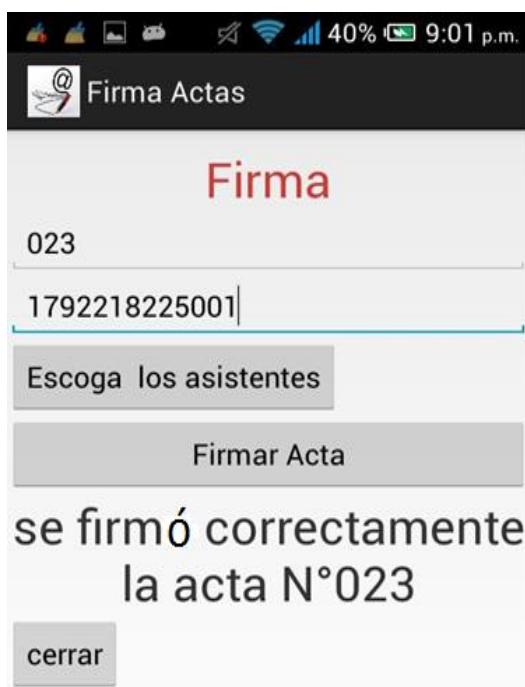 40% 9:01 p.m.
Firma Actas
Firma
023
1792218225001
Escoga los asistentes
Firmar Acta
se firmó correctamente
la acta N°023
cerrar